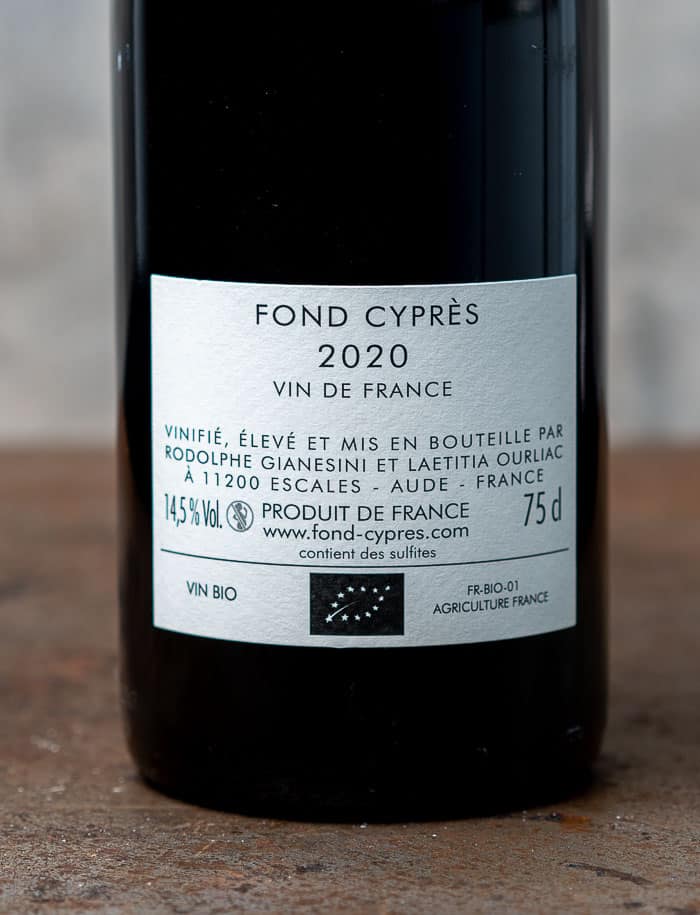 FOND CYPRÈS
2020
VIN DE FRANCE
VINIFIÉ, ÉLEVÉ ET MIS EN BOUTEILLE PAR
RODOLPHE GIANESINI ET LAETITIA OURLIAC
À 11200 ESCALES - AUDE - FRANCE
14,5 % Vol. PRODUIT DE FRANCE 75 cl
www.fond-cypres.com
contient des sulfites
VIN BIO
FR-BIO-01
AGRICULTURE FRANCE